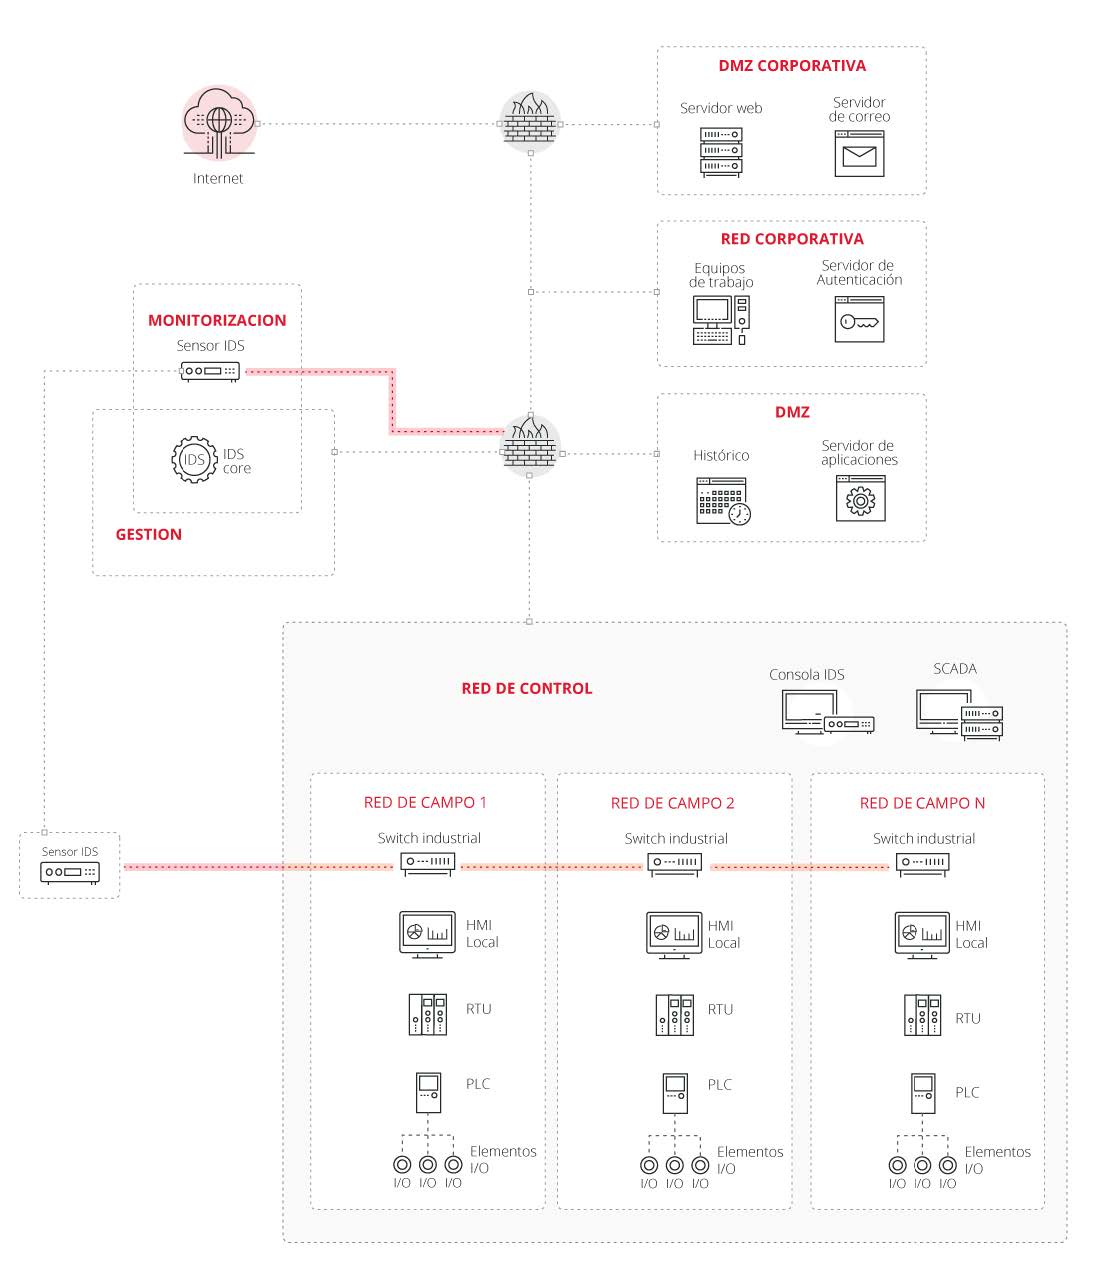 DMZ CORPORATIVA
Servidor web
Servidor
de correo
Internet
RED CORPORATIVA
Equipos
de trabajo
Servidor de
Autenticación
MONITORIZACION
Sensor IDS
IDS
IDS
core
GESTION
DMZ
Histórico
Servidor de
aplicaciones
RED DE CONTROL
Consola IDS
SCADA
Sensor IDS
RED DE CAMPO 1
Switch industrial
HMI
Local
RTU
PLC
Elementos
I/O
I/O I/O I/O
RED DE CAMPO 2
Switch industrial
HMI
Local
RTU
PLC
Elementos
I/O
I/O I/O I/O
RED DE CAMPO N
Switch industrial
HMI
Local
RTU
PLC
Elementos
I/O
I/O I/O I/O